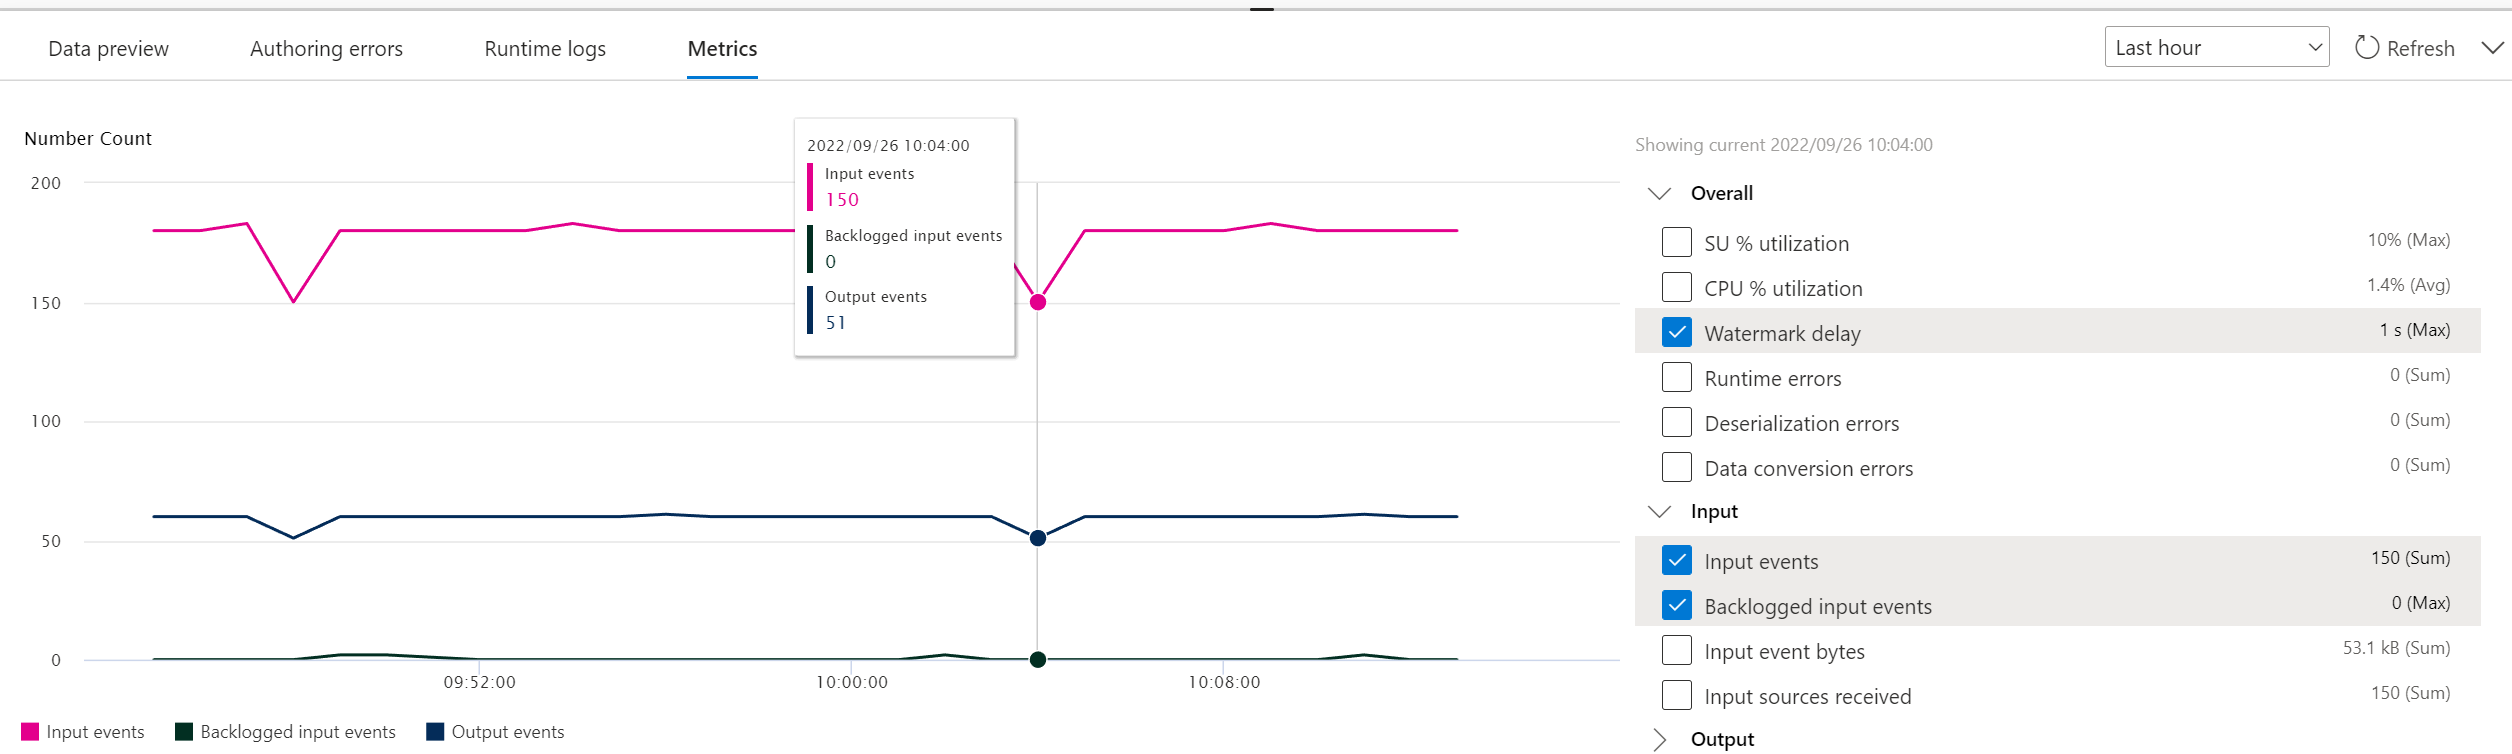 Data preview
Authoring errors
Runtime logs
Metrics
Last hour
Refresh
Number Count
200
150
100
50
0
2022/09/26 10:04:00
Input events
150
Backlogged input events
0
Output events
51
09:52:00
10:00:00
10:08:00
Input events
Backlogged input events
Output events
Showing current 2022/09/26 10:04:00
Overall
SU % utilization 10% (Max)
CPU % utilization 1.4% (Avg)
Watermark delay 1 s (Max)
Runtime errors 0 (Sum)
Deserialization errors 0 (Sum)
Data conversion errors 0 (Sum)
Input
Input events 150 (Sum)
Backlogged input events 0 (Max)
Input event bytes 53.1 kB (Sum)
Input sources received 150 (Sum)
Output